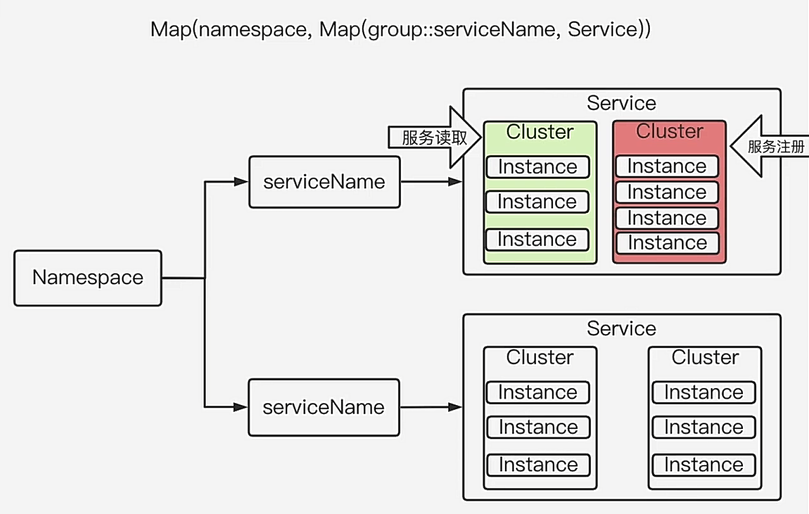 Map(namespace, Map(group::serviceName, Service))
Service
服务读取
Cluster
Cluster
服务注册
Instance
Instance
Instance
Instance
Instance
Instance
Instance
serviceName
Namespace
Service
Cluster
Cluster
serviceName
Instance
Instance
Instance
Instance
Instance
Instance